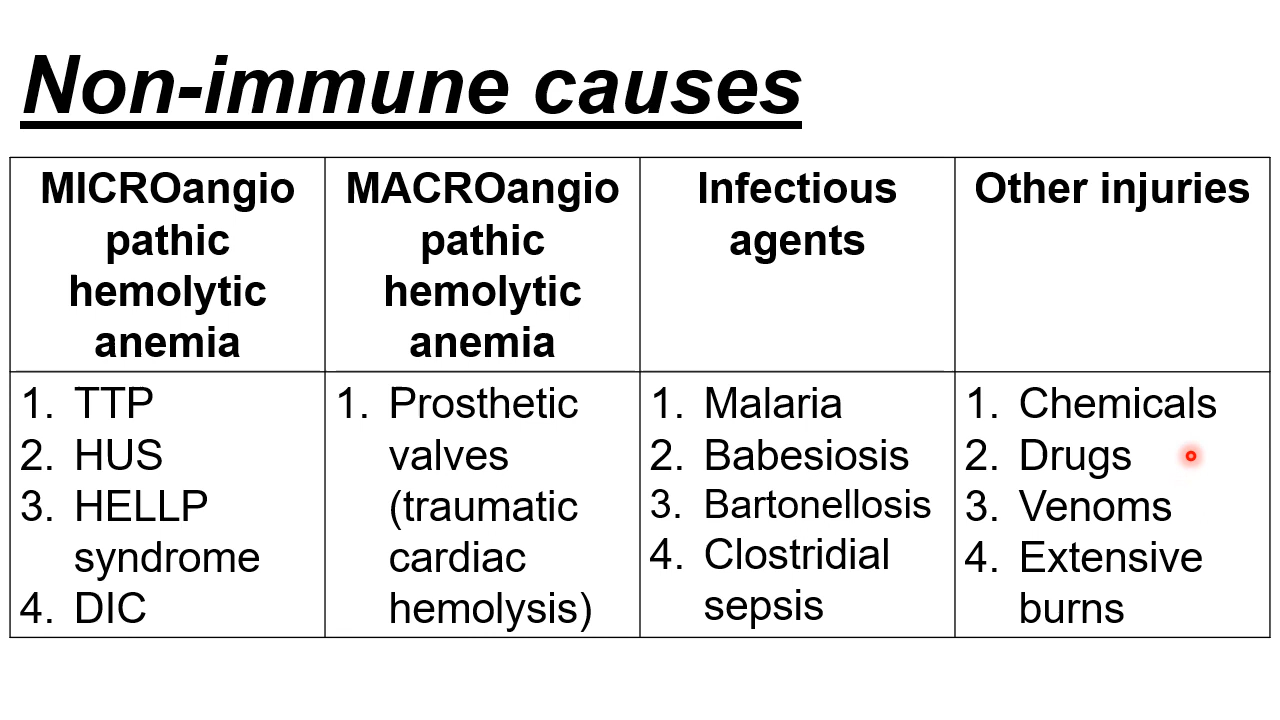 Non-immune causes
MICROangio
pathic
hemolytic
anemia
MACROangio
pathic
hemolytic
anemia
Infectious
agents
Other injuries
1. TTP
2. HUS
3. HELLP
syndrome
4. DIC
1. Prosthetic
valves
(traumatic
cardiac
hemolysis)
1. Malaria
2. Babesiosis
3. Bartonellosis
4. Clostridial
sepsis
1. Chemicals
2. Drugs
3. Venoms
4. Extensive
burns